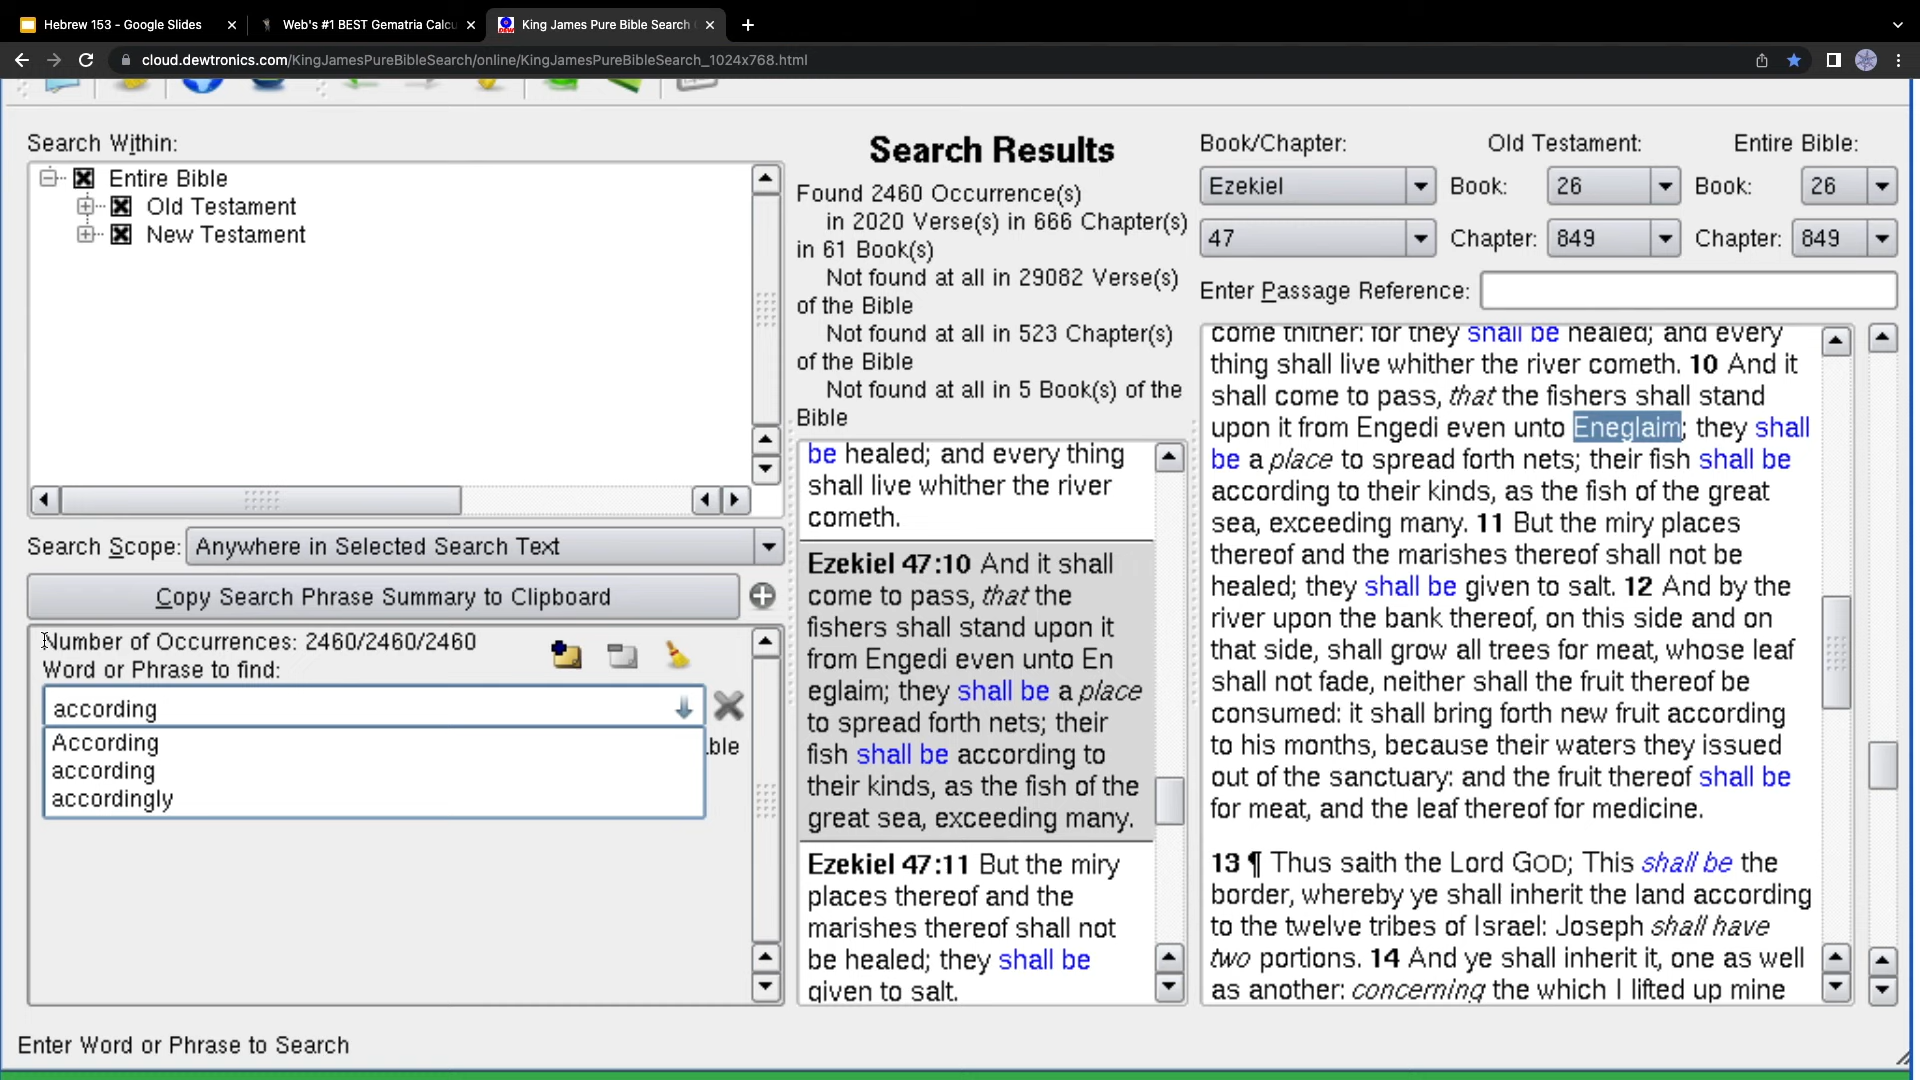 Hebrew 153 - Google Slides
Web's #1 BEST Gematria Calcu
King James Pure Bible Search
cloud.dewtronics.com/KingJamesPureBibleSearch/online/KingJamesPureBibleSearch_1024x768.html
Search Within:
Entire Bible
Old Testament
New Testament
Search Scope:
Anywhere in Selected Search Text
Copy Search Phrase Summary to Clipboard
Number of Occurrences: 2460/2460/2460
Word or Phrase to find:
according
According
according
accordingly
Enter Word or Phrase to Search
Search Results
Found 2460 Occurrence(s)
in 2020 Verse(s) in 666 Chapter(s)
in 61 Book(s)
Not found at all in 29082 Verse(s)
of the Bible
Not found at all in 523 Chapter(s)
of the Bible
Not found at all in 5 Book(s) of the
Bible
be healed; and every thing
shall live whither the river
cometh.
Ezekiel 47:10 And it shall
come to pass, that the
fishers shall stand upon it
from Engedi even unto En
eglaim; they shall be a place
to spread forth nets; their
fish shall be according to
their kinds, as the fish of the
great sea, exceeding many.
Ezekiel 47:11 But the miry
places thereof and the
marishes thereof shall not
be healed; they shall be
given to salt.
Book/Chapter:
Old Testament:
Entire Bible:
Ezekiel
Book: 26
Book: 26
47
Chapter: 849
Chapter: 849
Enter Passage Reference:
come thither: for they shall be healed; and every
thing shall live whither the river cometh. 10 And it
shall come to pass, that the fishers shall stand
upon it from Engedi even unto Eneglaim; they shall
be a place to spread forth nets; their fish shall be
according to their kinds, as the fish of the great
sea, exceeding many. 11 But the miry places
thereof and the marishes thereof shall not be
healed; they shall be given to salt. 12 And by the
river upon the bank thereof, on this side and on
that side, shall grow all trees for meat, whose leaf
shall not fade, neither shall the fruit thereof be
consumed: it shall bring forth new fruit according
to his months, because their waters they issued
out of the sanctuary: and the fruit thereof shall be
for meat, and the leaf thereof for medicine.
13 ¶ Thus saith the Lord GOD; This shall be the
border, whereby ye shall inherit the land according
to the twelve tribes of Israel: Joseph shall have
two portions. 14 And ye shall inherit it, one as well
as another: concerning the which I lifted up mine